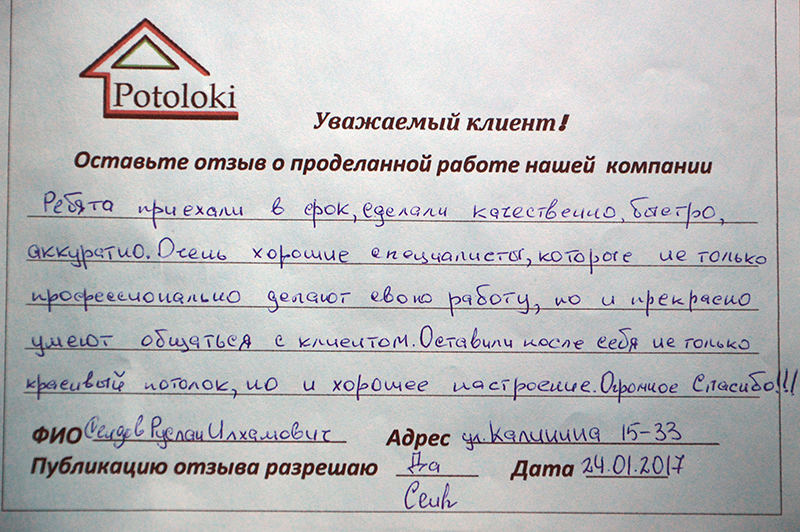 Potoloki
Уважаемый клиент!
Оставьте отзыв о проделанной работе нашей компании
Ребята приехали в срок, сделали качественно, быстро,
аккуратно. Очень хорошие специалисты, которые не только
профессионально делают свою работу, но и прекрасно
умеют общаться с клиентом. Оставили после себя не только
красивый потолок, но и хорошее настроение. Огромное Спасибо!!!
ФИО Руслан Илхамович Адрес ул. Калинина 15-33
Публикацию отзыва разрешаю Да Дата 24.01.2017